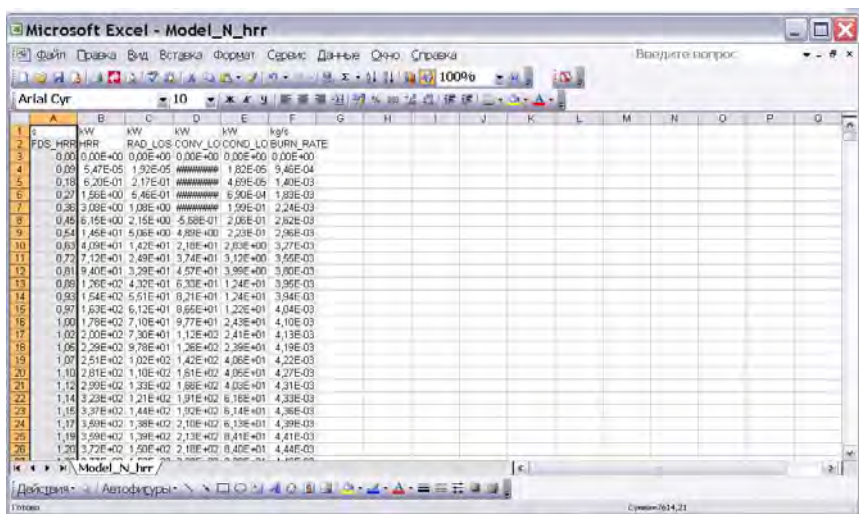 Microsoft Excel - Model_N_hrr
Файл Правка Вид Вставка Формат Сервис Данные Окно Справка Введите вопрос
100%
Arial Cyr 10 Ж К Ч
A B C D E F G H I J K L M N O P Q
1 s kW kW kW kW kg/s
2 FDS_HRR HRR RAD_LOS CONV_LO COND_LO BURN_RATE
3 0,00 0,00E+00 0,00E+00 0,00E+00 0,00E+00 0,00E+00
4 0,09 5,47E-05 1,92E-05 ######## 1,82E-05 9,46E-04
5 0,18 6,20E-01 2,17E-01 ######## 4,69E-05 1,40E-03
6 0,27 1,56E+00 5,46E-01 ######## 6,90E-04 1,83E-03
7 0,36 3,08E+00 1,08E+00 ######## 1,99E-01 2,24E-03
8 0,45 6,15E+00 2,15E+00 -5,68E-01 2,06E-01 2,62E-03
9 0,54 1,45E+01 5,06E+00 4,89E+00 2,23E-01 2,96E-03
10 0,63 4,09E+01 1,42E+01 2,18E+01 2,83E+00 3,27E-03
11 0,72 7,12E+01 2,49E+01 3,74E+01 3,12E+00 3,55E-03
12 0,81 9,40E+01 3,29E+01 4,57E+01 3,99E+00 3,80E-03
13 0,89 1,26E+02 4,32E+01 6,33E+01 1,24E+01 3,95E-03
14 0,93 1,54E+02 5,51E+01 8,21E+01 1,24E+01 3,94E-03
15 0,97 1,63E+02 6,12E+01 8,65E+01 1,22E+01 4,04E-03
16 1,00 1,78E+02 7,10E+01 9,77E+01 2,43E+01 4,10E-03
17 1,02 2,00E+02 7,30E+01 1,12E+02 2,41E+01 4,13E-03
18 1,05 2,29E+02 9,78E+01 1,26E+02 2,39E+01 4,19E-03
19 1,07 2,51E+02 1,02E+02 1,42E+02 4,06E+01 4,22E-03
20 1,10 2,81E+02 1,10E+02 1,61E+02 4,05E+01 4,27E-03
21 1,12 2,99E+02 1,33E+02 1,68E+02 4,03E+01 4,31E-03
22 1,14 3,23E+02 1,21E+02 1,91E+02 6,16E+01 4,33E-03
23 1,15 3,37E+02 1,44E+02 1,92E+02 6,14E+01 4,36E-03
24 1,17 3,59E+02 1,38E+02 2,10E+02 6,13E+01 4,39E-03
25 1,19 3,59E+02 1,39E+02 2,13E+02 8,41E+01 4,41E-03
26 1,20 3,72E+02 1,50E+02 2,18E+02 8,40E+01 4,44E-03
Model_N_hrr
Действия Автофигуры
Готово Сумма=7614,21